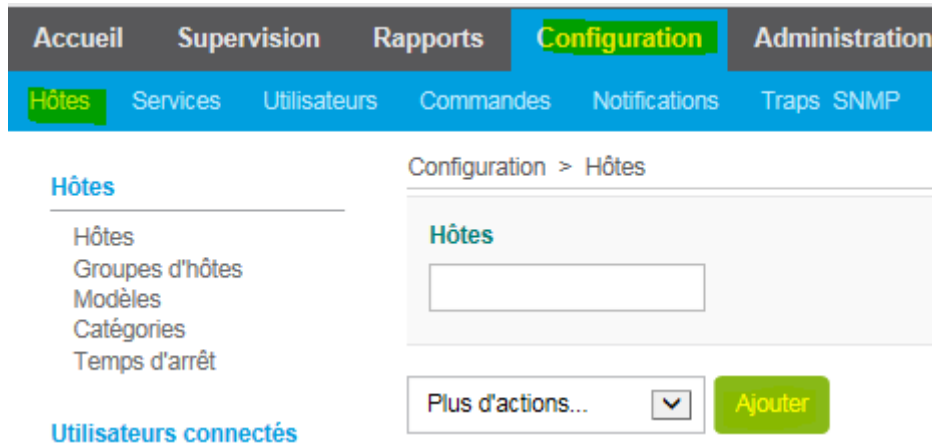 Accueil Supervision Rapports Configuration Administration
Hôtes Services Utilisateurs Commandes Notifications Traps SNMP
Configuration > Hôtes
Hôtes
Hôtes
Groupes d'hôtes
Modèles
Catégories
Temps d'arrêt
Utilisateurs connectés
Hôtes
Plus d'actions...
Ajouter